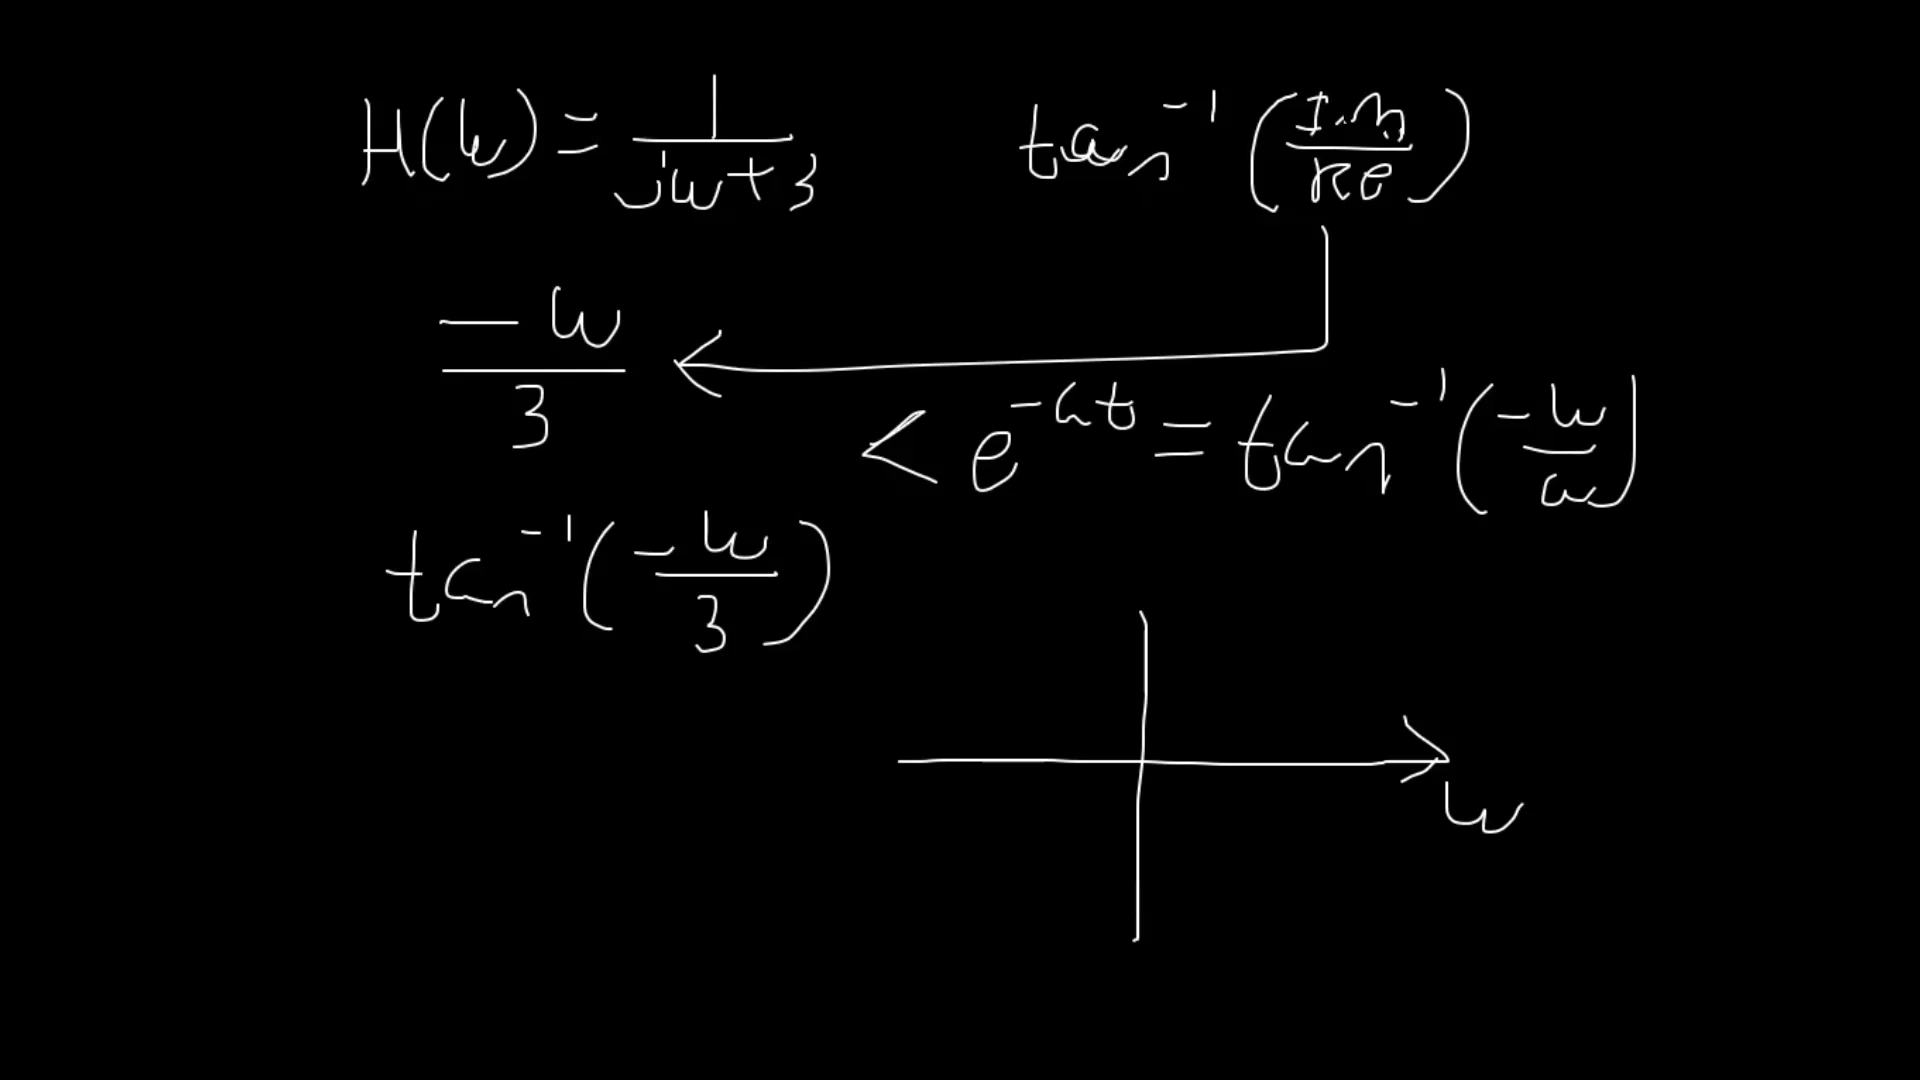 H(w) = 1/(jw+3)
tan⁻¹(Im/Re)
-w/3
<e^(-at) = tan⁻¹(-w/a)
tan⁻¹(-w/3)
w